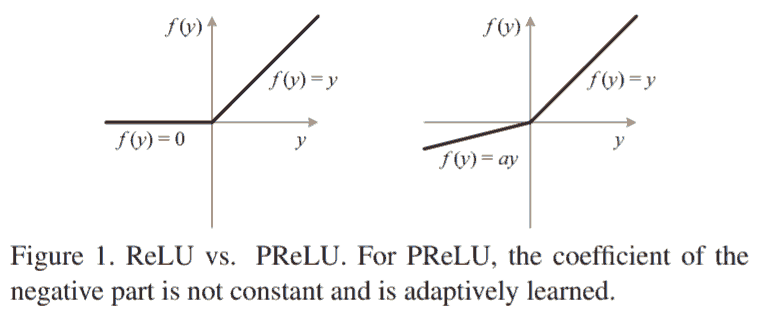 f(y)
f(y) = y
f(y) = 0
y
f(y)
f(y) = y
f(y) = ay
y
Figure 1. ReLU vs. PReLU. For PReLU, the coefficient of the
negative part is not constant and is adaptively learned.